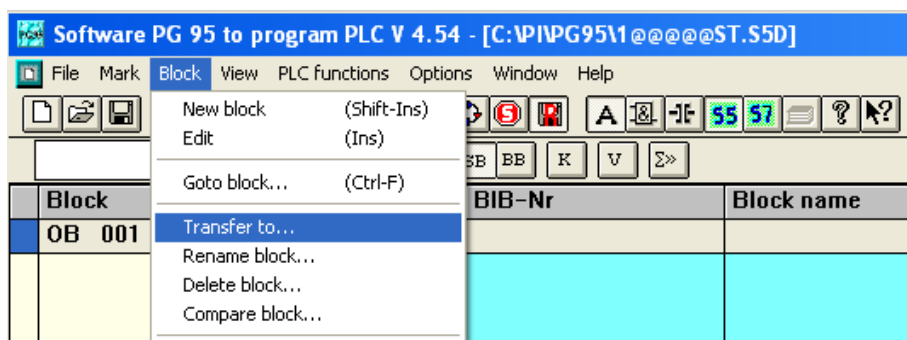 Software PG 95 to program PLC V 4.54 - [C:\PI\PG95\1@@@@@ST.S5D]
File Mark Block View PLC functions Options Window Help
A & S5 S7 ? ?
New block (Shift-Ins)
Edit (Ins)
SB BB K V Σ»
Goto block... (Ctrl-F)
Block BIB-Nr Block name
Transfer to...
OB 001
Rename block...
Delete block...
Compare block...